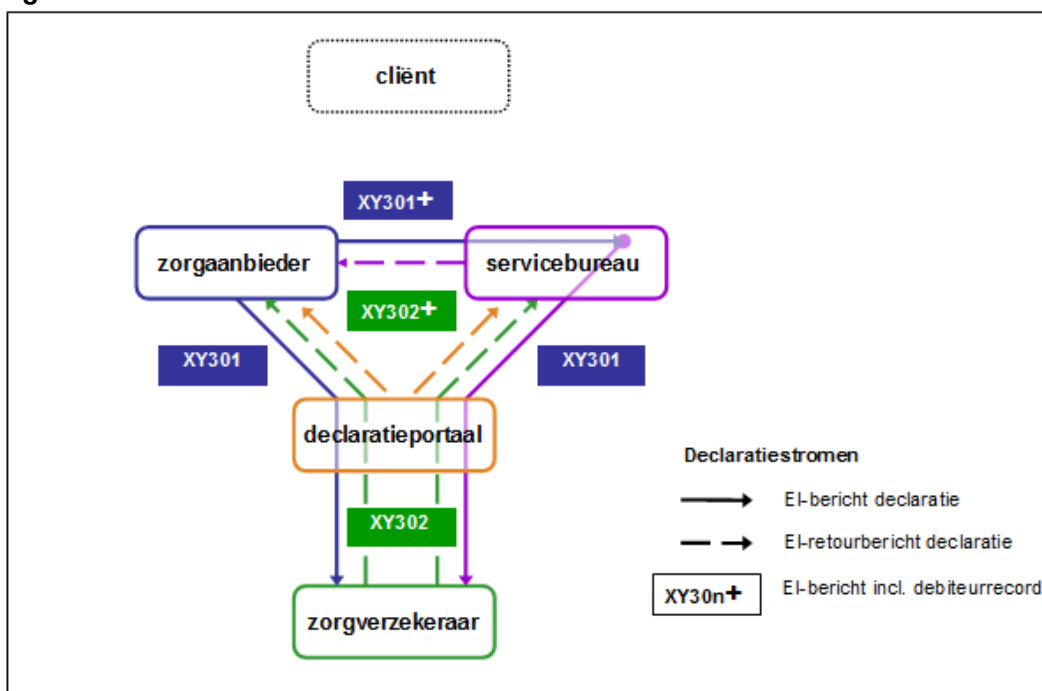 cliënt
XY301+
zorgaanbieder
servicebureau
XY302+
XY301
XY301
declaratieportaal
XY302
zorgverzekeraar
Declaratiestromen
EI-bericht declaratie
EI-retourbericht declaratie
XY30n+
EI-bericht incl. debiteurrecord